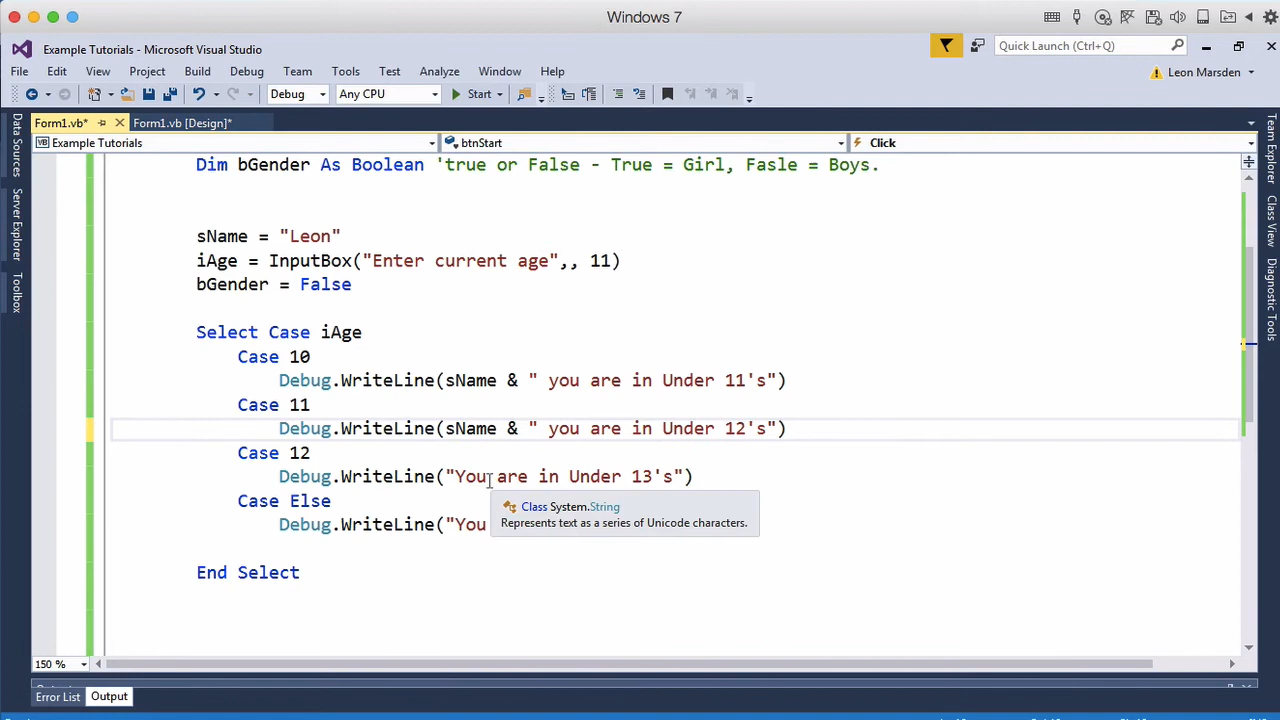 Windows 7
Example Tutorials - Microsoft Visual Studio
Quick Launch (Ctrl+Q)
File Edit View Project Build Debug Team Tools Test Analyze Window Help
Leon Marsden
Debug Any CPU Start
Form1.vb* Form1.vb [Design]*
Example Tutorials btnStart Click
Data Sources
Server Explorer
Toolbox
Dim bGender As Boolean 'true or False - True = Girl, Fasle = Boys.
sName = "Leon"
iAge = InputBox("Enter current age",, 11)
bGender = False
Select Case iAge
Case 10
Debug.WriteLine(sName & " you are in Under 11's")
Case 11
Debug.WriteLine(sName & " you are in Under 12's")
Case 12
Debug.WriteLine("You are in Under 13's")
Case Else
Debug.WriteLine("You
Class System.String
Represents text as a series of Unicode characters.
End Select
Team Explorer
Class View
Diagnostic Tools
150 %
Error List Output